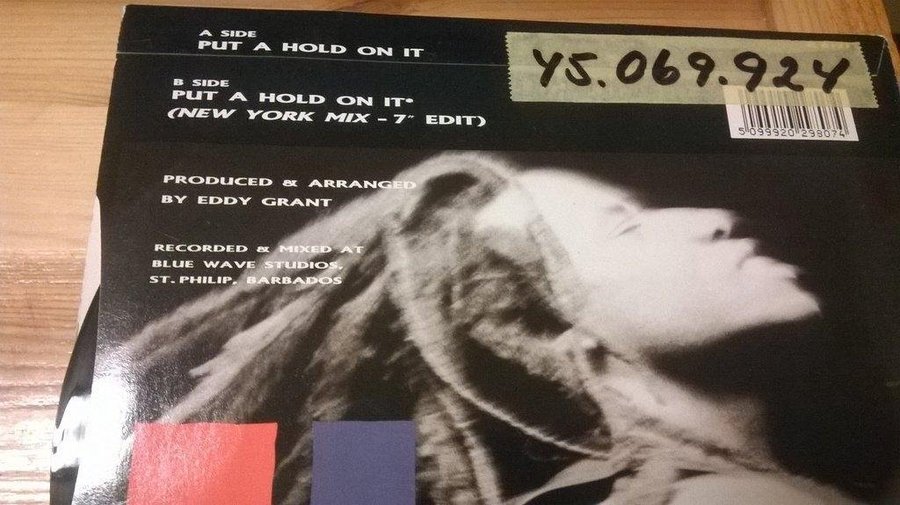 A SIDE
PUT A HOLD ON IT
B SIDE
PUT A HOLD ON IT*
(NEW YORK MIX - 7" EDIT)
Y5.069.924
5 099920 298074
PRODUCED & ARRANGED
BY EDDY GRANT
RECORDED & MIXED AT
BLUE WAVE STUDIOS,
ST. PHILIP, BARBADOS